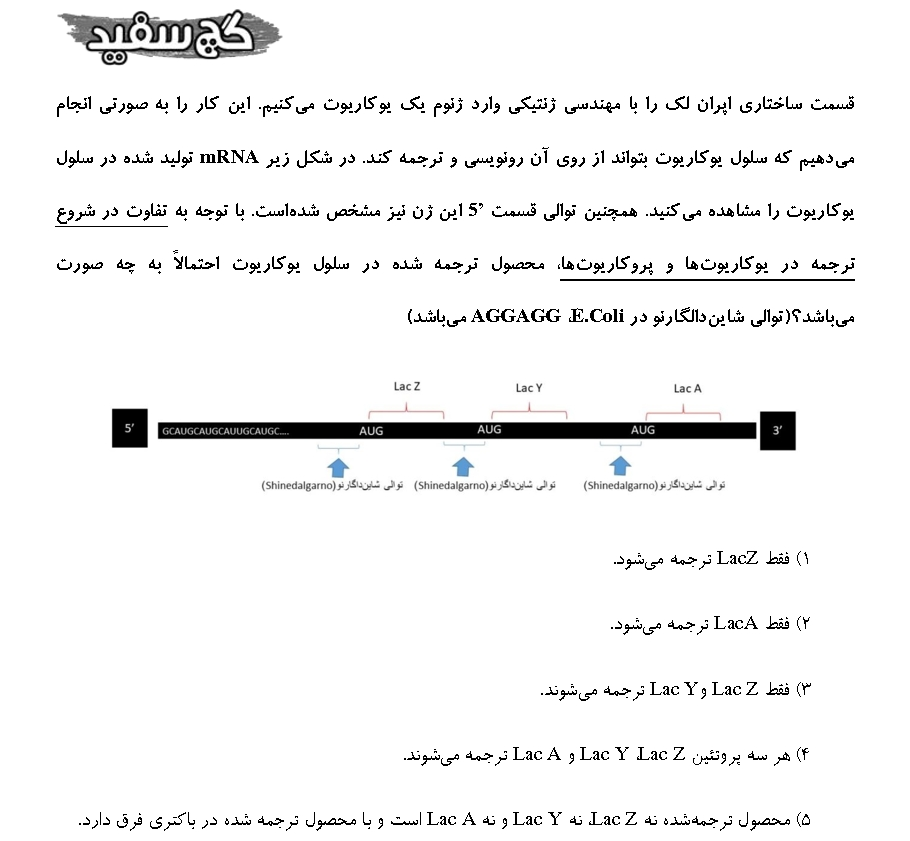 گچ سفید
قسمت ساختاری اپران لک را با مهندسی ژنتیکی وارد ژنوم یک یوکاریوت می‌کنیم. این کار را به صورتی انجام
می‌دهیم که سلول یوکاریوت بتواند از روی آن رونویسی و ترجمه کند. در شکل زیر mRNA تولید شده در سلول
یوکاریوت را مشاهده می‌کنید. همچنین توالی قسمت 5’ این ژن نیز مشخص شده‌است. با توجه به تفاوت در شروع
ترجمه در یوکاریوت‌ها و پروکاریوت‌ها، محصول ترجمه شده در سلول یوکاریوت احتمالاً به چه صورت
می‌باشد؟(توالی شاین‌دالگارنو در E.Coli، AGGAGG می‌باشد)
Lac Z Lac Y Lac A
5’ GCAUGCAUGCAUUGCAUGC.... AUG AUG AUG 3’
توالی شاین‌داگارنو(Shinedalgarno) توالی شاین‌داگارنو(Shinedalgarno) توالی شاین‌داگارنو(Shinedalgarno)
۱) فقط LacZ ترجمه می‌شود.
۲) فقط LacA ترجمه می‌شود.
۳) فقط Lac Z و Lac Y ترجمه می‌شوند.
۴) هر سه پروتئین Lac Z، Lac Y و Lac A ترجمه می‌شوند.
۵) محصول ترجمه‌شده نه Lac Z، نه Lac Y و نه Lac A است و با محصول ترجمه شده در باکتری فرق دارد.